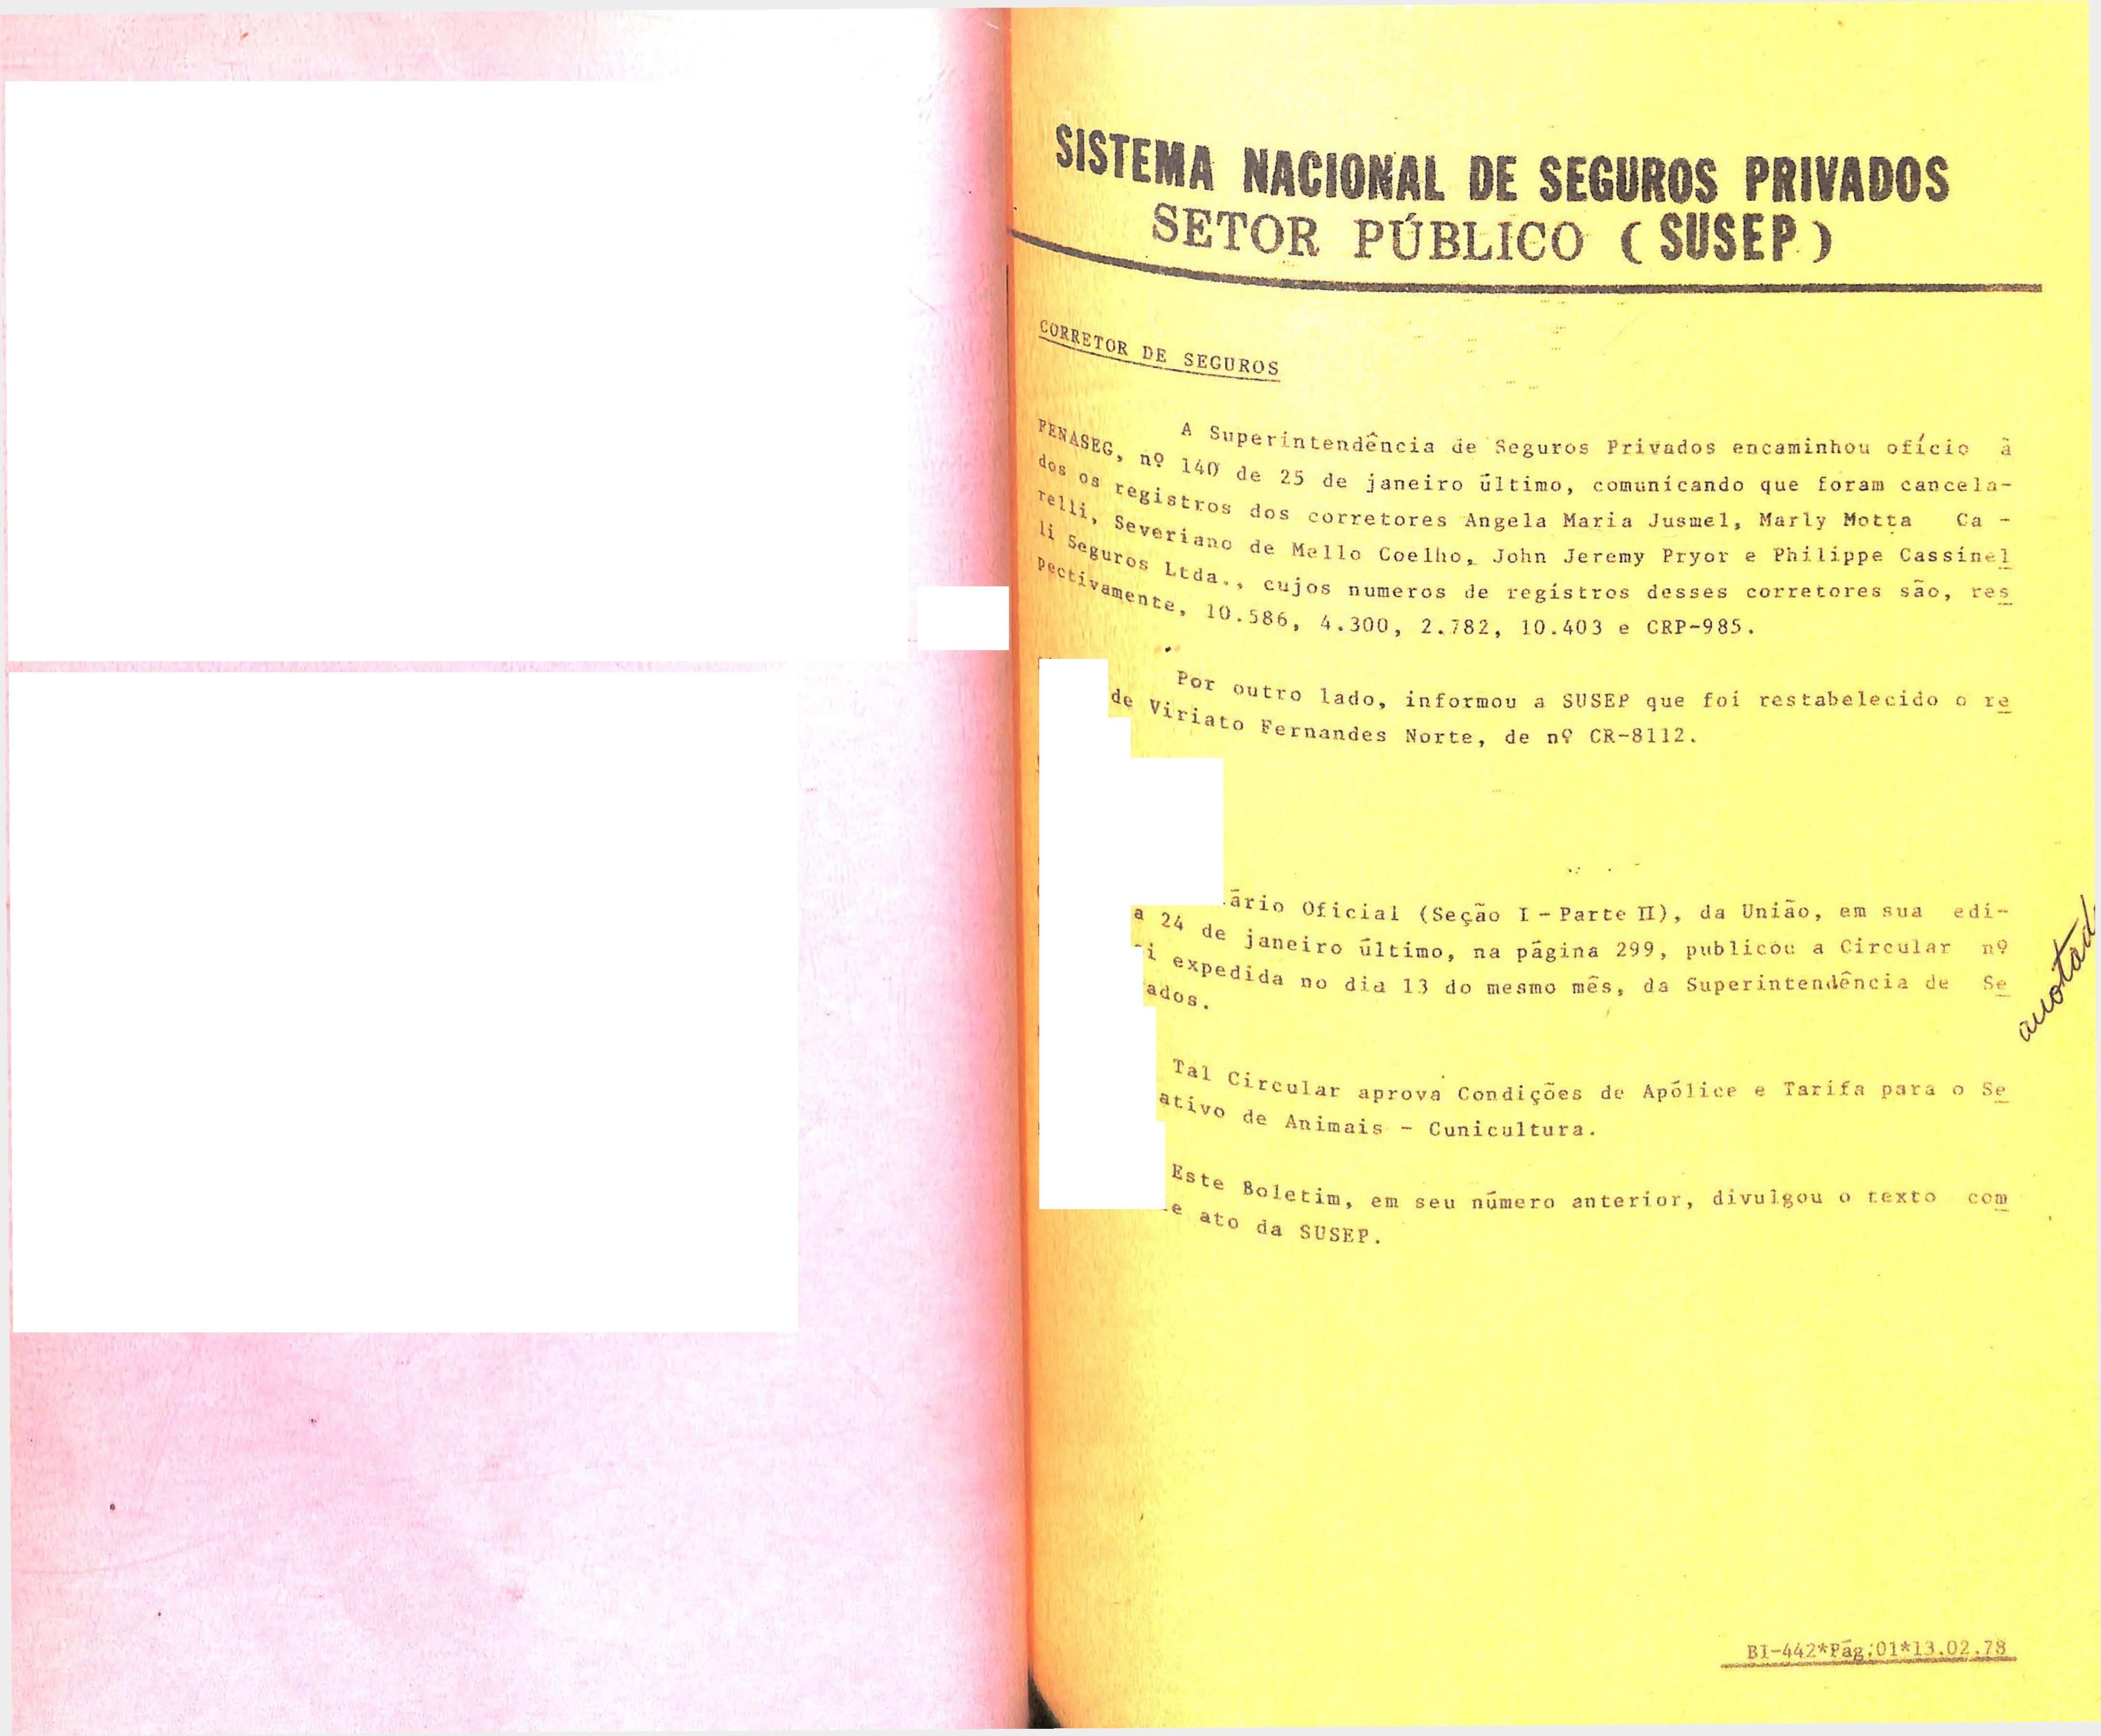 SISTEMA NACIONAL DE SEGUROS PRIVADOS
SETOR PÚBLICO (SUSEP)
CORRETOR DE SEGUROS
A Superintendência de Seguros Privados encaminhou ofício à
FENASEG, nº 140 de 25 de janeiro último, comunicando que foram cancela-
dos os registros dos corretores Angela Maria Jusmel, Marly Motta Ca -
relli, Severiano de Mello Coelho, John Jeremy Pryor e Philippe Cassinel
li Seguros Ltda., cujos numeros de registros desses corretores são, res
pectivamente, 10.586, 4.300, 2.782, 10.403 e CRP-985.
Por outro lado, informou a SUSEP que foi restabelecido o re
de Viriato Fernandes Norte, de nº CR-8112.
ário Oficial (Seção I - Parte II), da União, em sua edi-
a 24 de janeiro último, na página 299, publicou a Circular nº
i expedida no dia 13 do mesmo mês, da Superintendência de Se
ados.
Tal Circular aprova Condições de Apólice e Tarifa para o Se
ativo de Animais - Cunicultura.
Este Boletim, em seu número anterior, divulgou o texto com
e ato da SUSEP.
anotad
BI-442*Pág:01*13.02.78